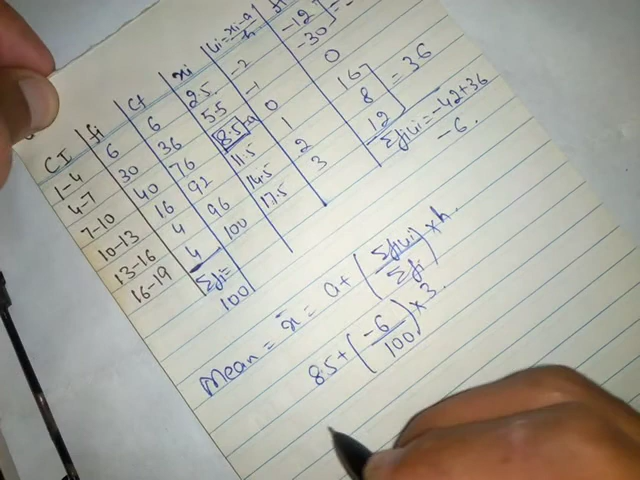 CI fi Cf xi Ui=xi-a/h fi
1-4 6 6 2.5 -2 -12
4-7 30 36 5.5 -1 -30
7-10 40 76 8.5=a 0 0
10-13 16 92 11.5 1 16
13-16 4 96 14.5 2 8 = 36
16-19 4 100 17.5 3 12
Σfi= 100
Σfiui = -42+36
-6.
Mean = x̄ = a+(Σfiui/Σfi)×h
8.5+(-6/100)×3.